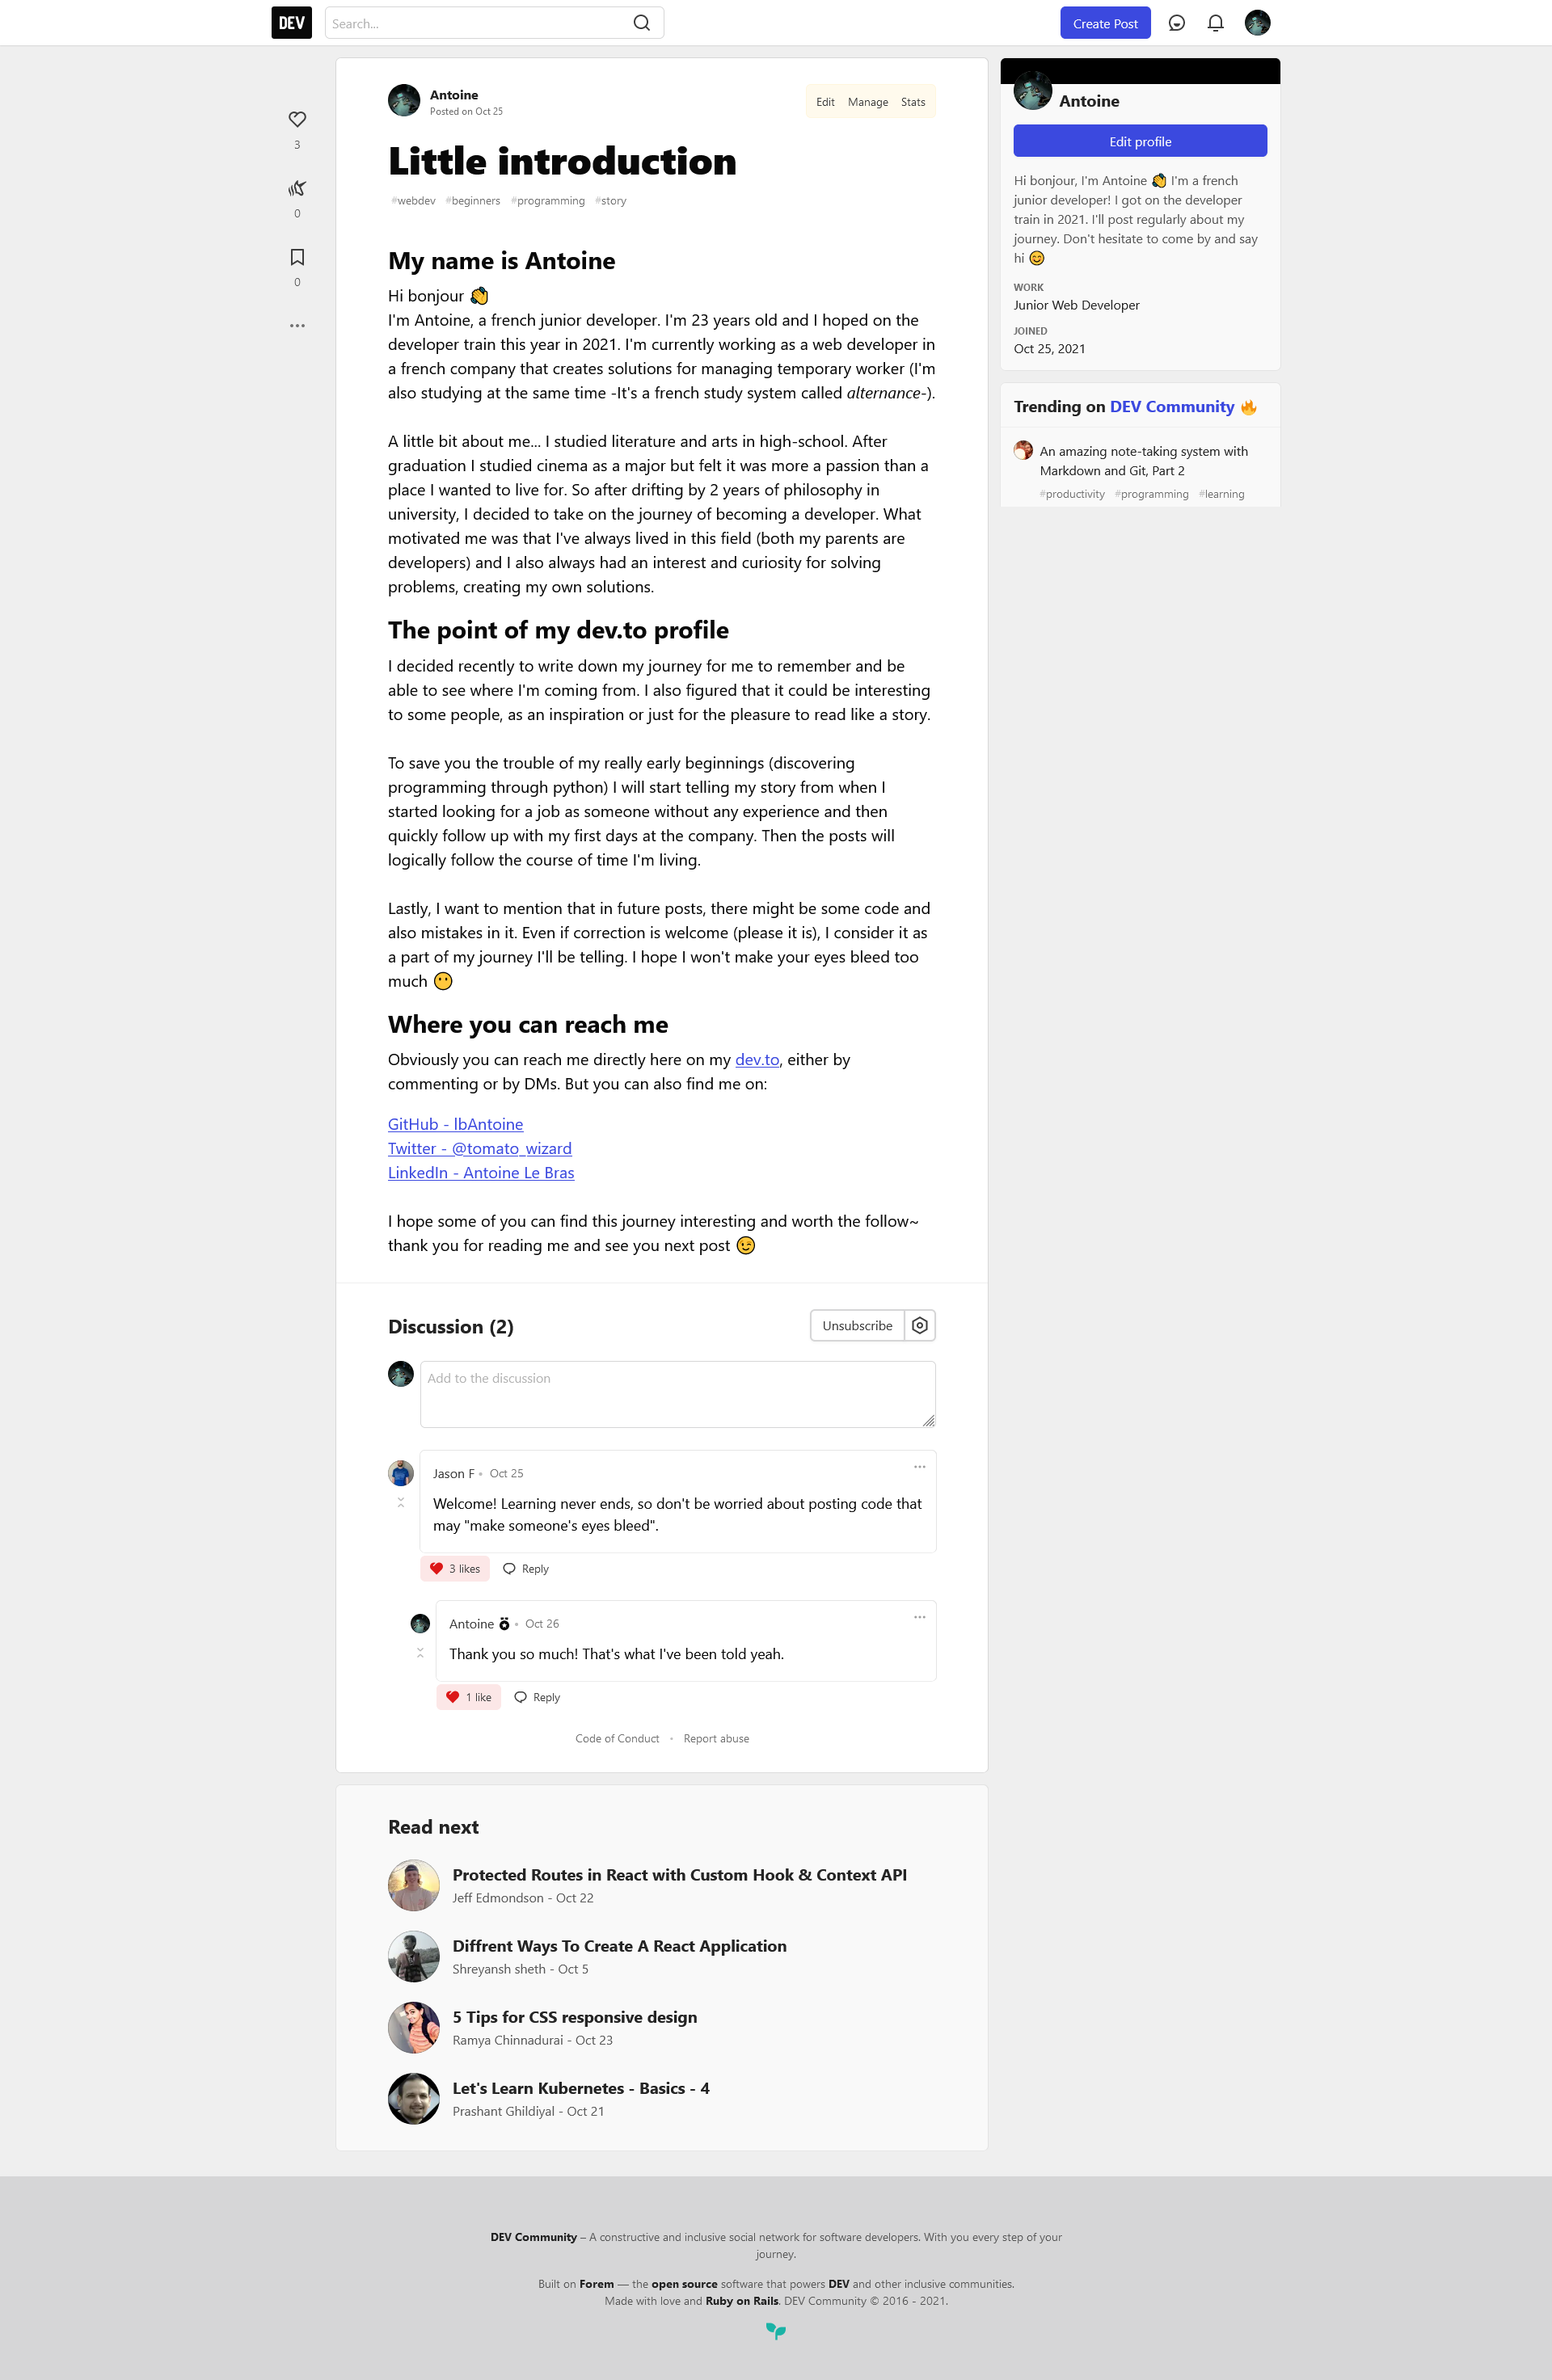 DEV
Search...
Create Post
3
0
0
Antoine
Posted on Oct 25
Edit Manage Stats
Little introduction
#webdev #beginners #programming #story
My name is Antoine
Hi bonjour 👋
I'm Antoine, a french junior developer. I'm 23 years old and I hoped on the
developer train this year in 2021. I'm currently working as a web developer in
a french company that creates solutions for managing temporary worker (I'm
also studying at the same time -It's a french study system called alternance-).
A little bit about me... I studied literature and arts in high-school. After
graduation I studied cinema as a major but felt it was more a passion than a
place I wanted to live for. So after drifting by 2 years of philosophy in
university, I decided to take on the journey of becoming a developer. What
motivated me was that I've always lived in this field (both my parents are
developers) and I also always had an interest and curiosity for solving
problems, creating my own solutions.
The point of my dev.to profile
I decided recently to write down my journey for me to remember and be
able to see where I'm coming from. I also figured that it could be interesting
to some people, as an inspiration or just for the pleasure to read like a story.
To save you the trouble of my really early beginnings (discovering
programming through python) I will start telling my story from when I
started looking for a job as someone without any experience and then
quickly follow up with my first days at the company. Then the posts will
logically follow the course of time I'm living.
Lastly, I want to mention that in future posts, there might be some code and
also mistakes in it. Even if correction is welcome (please it is), I consider it as
a part of my journey I'll be telling. I hope I won't make your eyes bleed too
much 😶
Where you can reach me
Obviously you can reach me directly here on my dev.to, either by
commenting or by DMs. But you can also find me on:
GitHub - lbAntoine
Twitter - @tomato_wizard
LinkedIn - Antoine Le Bras
I hope some of you can find this journey interesting and worth the follow~
thank you for reading me and see you next post 😉
Discussion (2)
Unsubscribe
Add to the discussion
Jason F • Oct 25
Welcome! Learning never ends, so don't be worried about posting code that
may "make someone's eyes bleed".
3 likes Reply
Antoine • Oct 26
Thank you so much! That's what I've been told yeah.
1 like Reply
Code of Conduct • Report abuse
Read next
Protected Routes in React with Custom Hook & Context API
Jeff Edmondson - Oct 22
Diffrent Ways To Create A React Application
Shreyansh sheth - Oct 5
5 Tips for CSS responsive design
Ramya Chinnadurai - Oct 23
Let's Learn Kubernetes - Basics - 4
Prashant Ghildiyal - Oct 21
Antoine
Edit profile
Hi bonjour, I'm Antoine 👋 I'm a french
junior developer! I got on the developer
train in 2021. I'll post regularly about my
journey. Don't hesitate to come by and say
hi 😊
WORK
Junior Web Developer
JOINED
Oct 25, 2021
Trending on DEV Community 🔥
An amazing note-taking system with
Markdown and Git, Part 2
#productivity #programming #learning
DEV Community – A constructive and inclusive social network for software developers. With you every step of your
journey.
Built on Forem — the open source software that powers DEV and other inclusive communities.
Made with love and Ruby on Rails. DEV Community © 2016 - 2021.